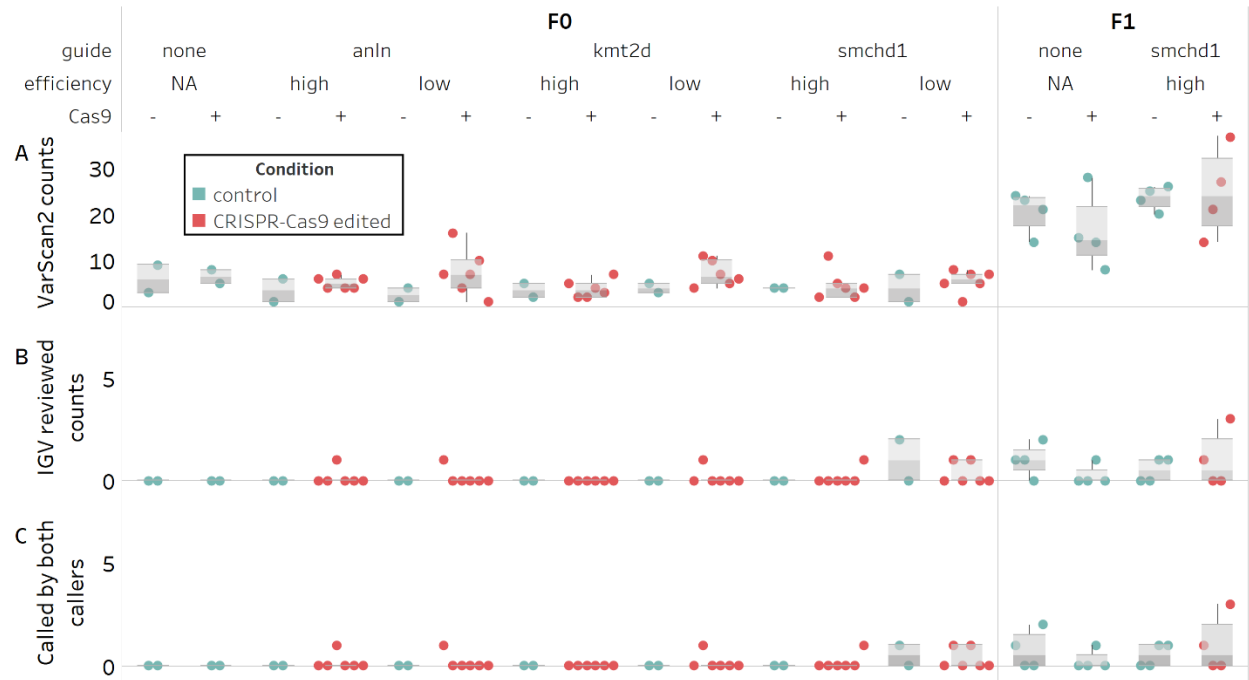 F0 F1
guide none anln kmt2d smchd1 none smchd1
efficiency NA high low high low high low NA high
Cas9 - + - + - + - + - + - + - + - + - +
A
VarScan2 counts
30
20
10
0
Condition
control
CRISPR-Cas9 edited
B
IGV reviewed
counts
5
0
C
Called by both
callers
5
0